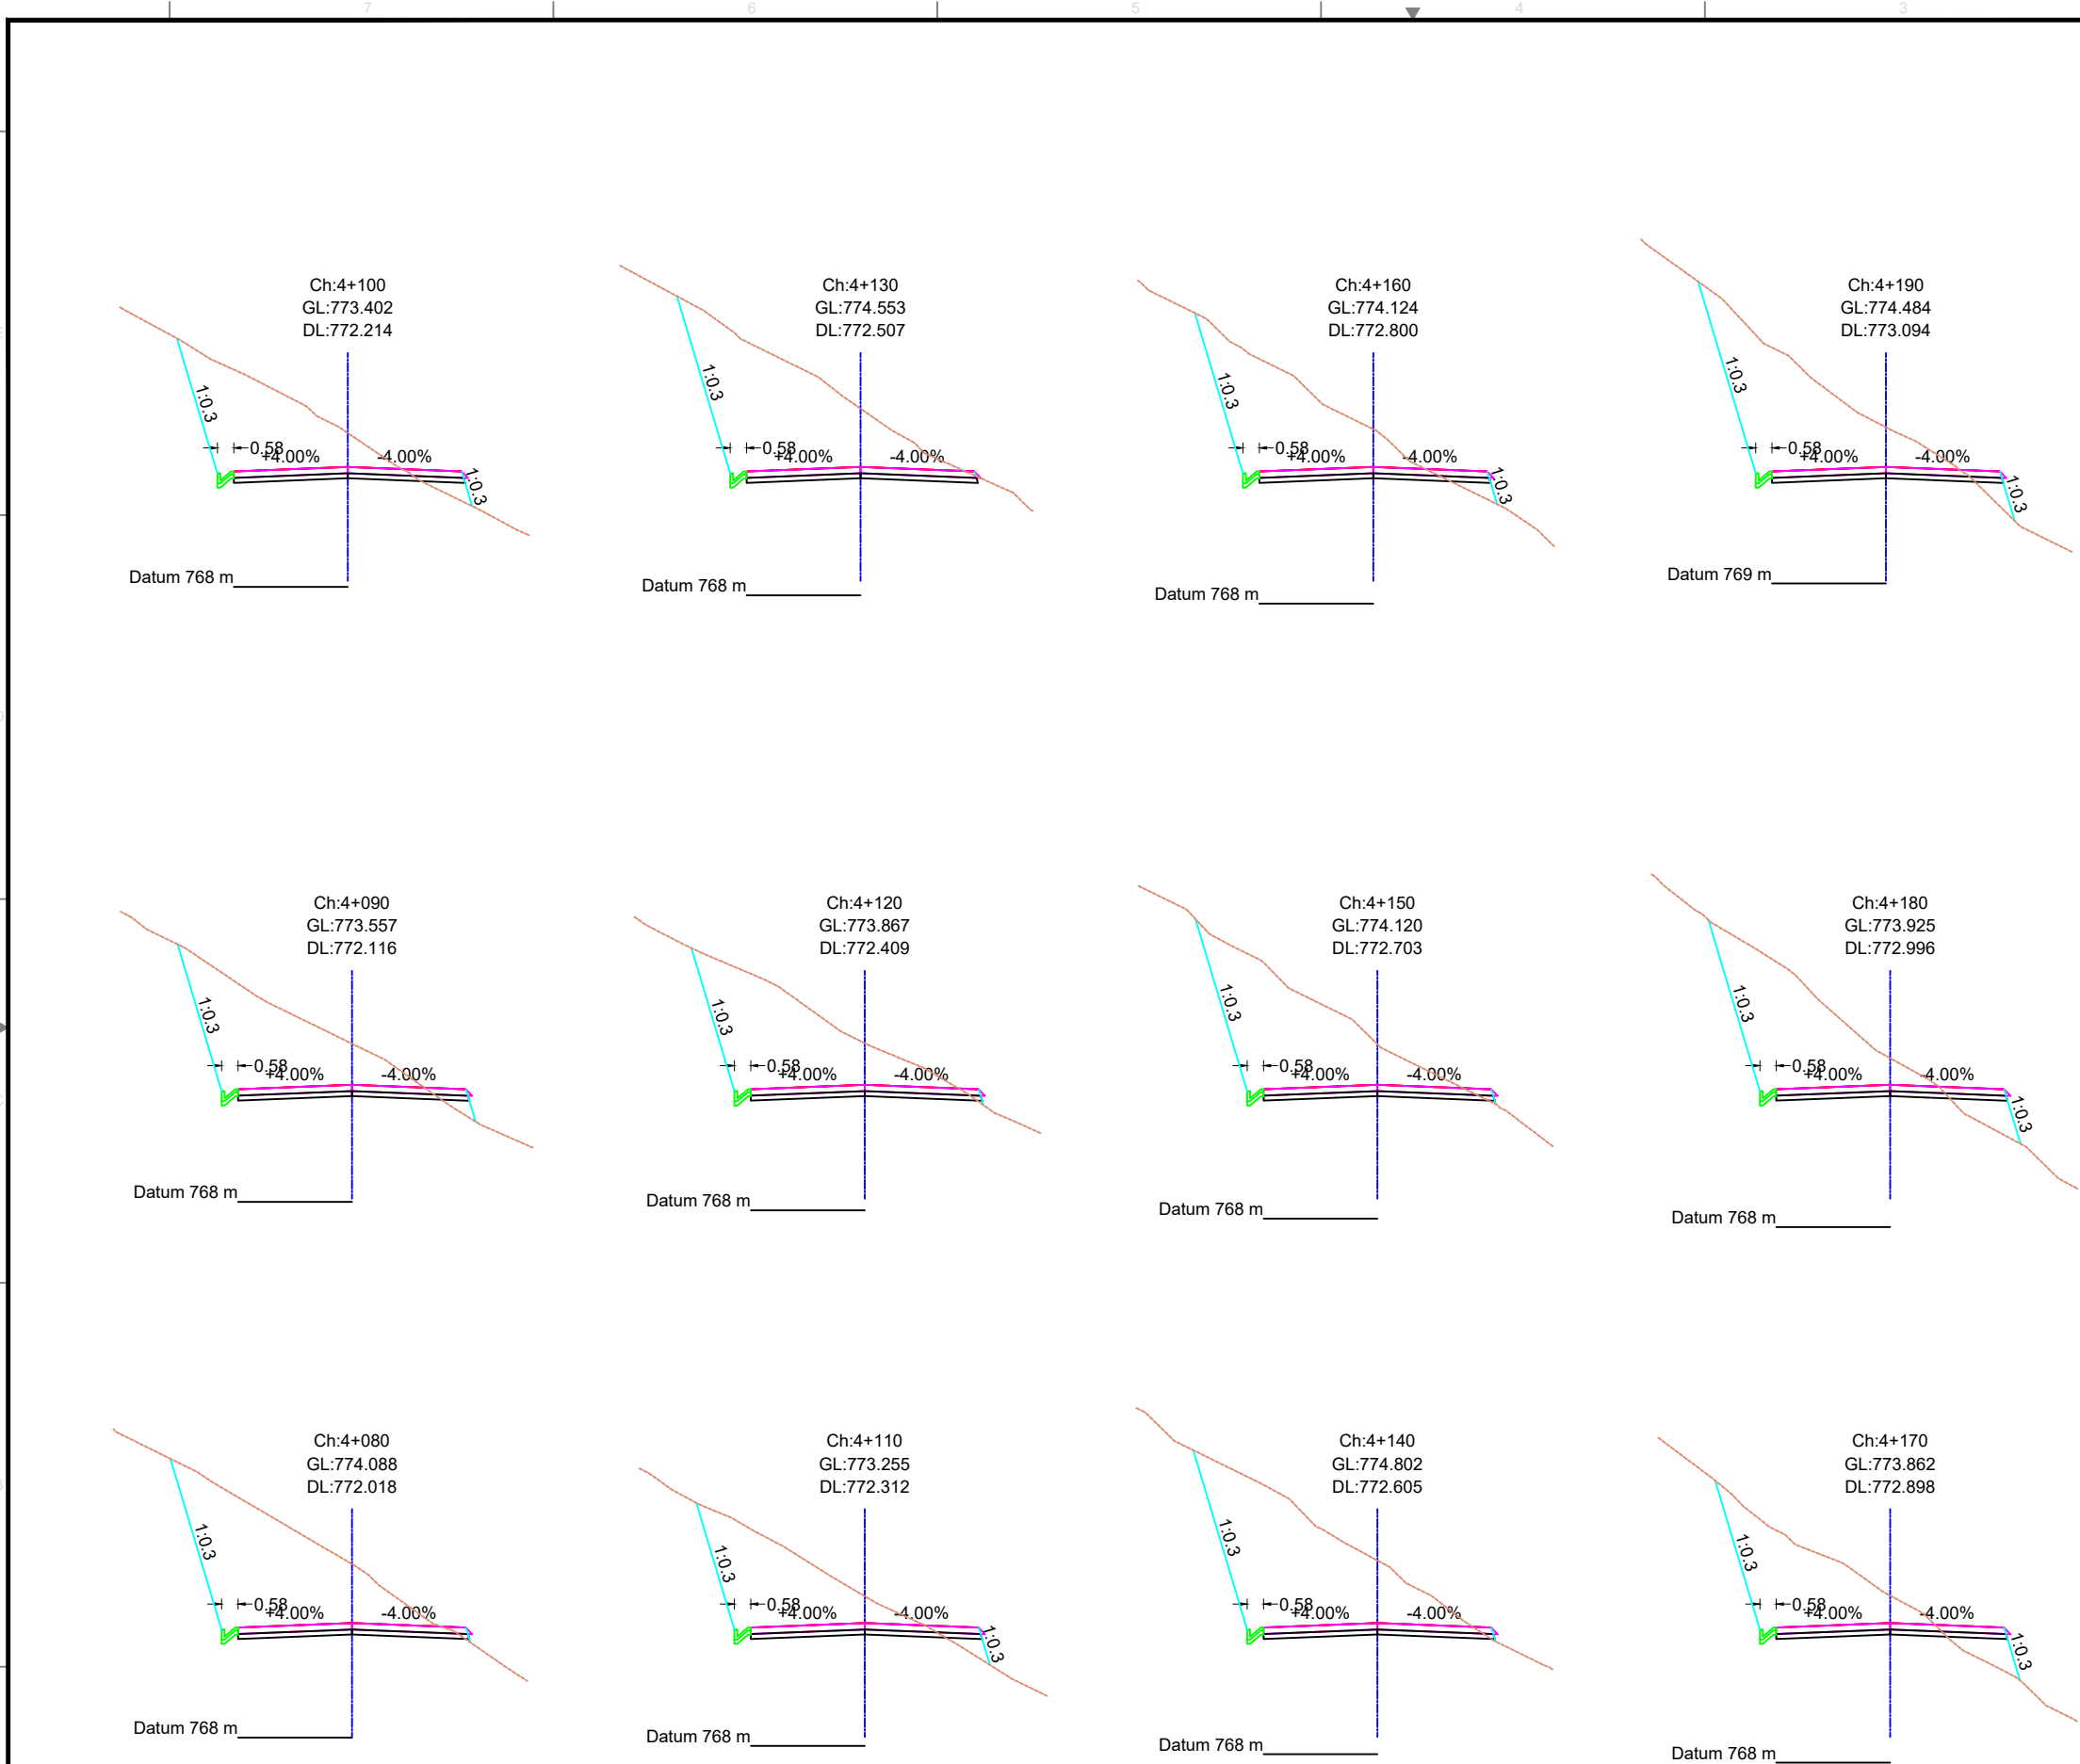 7
6
5
4
3
Ch:4+100
GL:773.402
DL:772.214
1:0.3
0.58
+4.00%
-4.00%
1:0.3
Datum 768 m
Ch:4+130
GL:774.553
DL:772.507
1:0.3
0.58
+4.00%
-4.00%
Datum 768 m
Ch:4+160
GL:774.124
DL:772.800
1:0.3
0.58
+4.00%
-4.00%
1:0.3
Datum 768 m
Ch:4+190
GL:774.484
DL:773.094
1:0.3
0.58
+4.00%
-4.00%
1:0.3
Datum 769 m
Ch:4+090
GL:773.557
DL:772.116
1:0.3
0.58
+4.00%
-4.00%
Datum 768 m
Ch:4+120
GL:773.867
DL:772.409
1:0.3
0.58
+4.00%
-4.00%
Datum 768 m
Ch:4+150
GL:774.120
DL:772.703
1:0.3
0.58
+4.00%
-4.00%
Datum 768 m
Ch:4+180
GL:773.925
DL:772.996
1:0.3
0.58
+4.00%
-4.00%
1:0.3
Datum 768 m
Ch:4+080
GL:774.088
DL:772.018
1:0.3
0.58
+4.00%
-4.00%
Datum 768 m
Ch:4+110
GL:773.255
DL:772.312
1:0.3
0.58
+4.00%
-4.00%
1:0.3
Datum 768 m
Ch:4+140
GL:774.802
DL:772.605
1:0.3
0.58
+4.00%
-4.00%
Datum 768 m
Ch:4+170
GL:773.862
DL:772.898
1:0.3
0.58
+4.00%
-4.00%
1:0.3
Datum 768 m